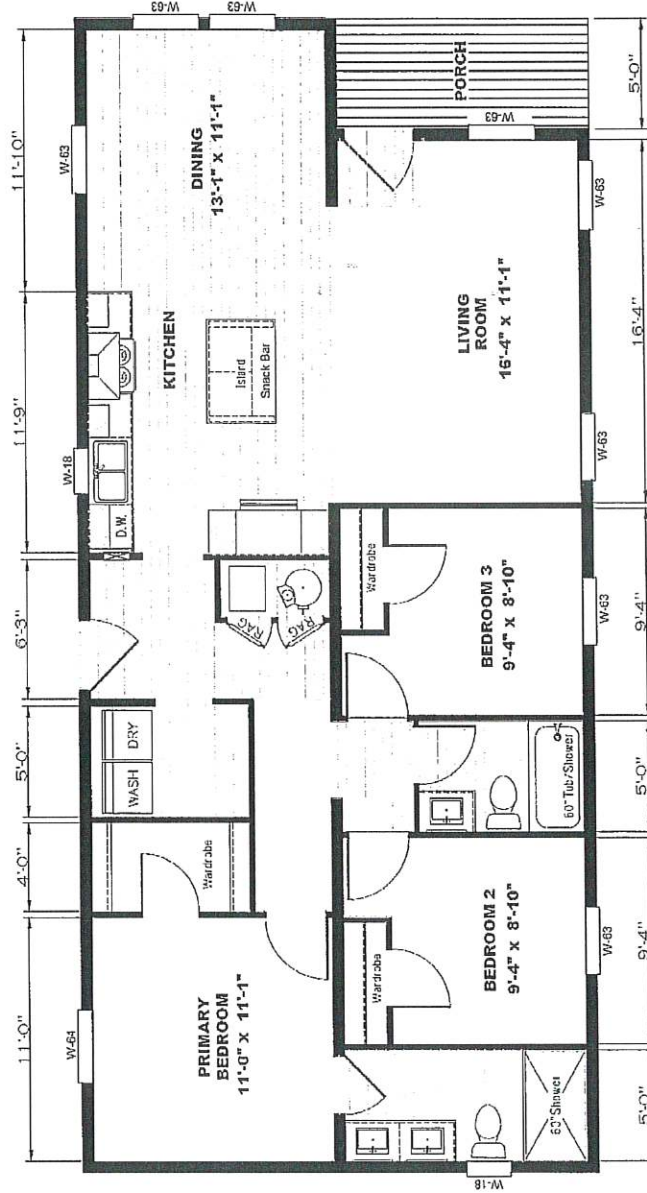 W-63
W-63
11'-10"
W-63
DINING
13'-1" x 11'-1"
PORCH
W-63
5'-0"
11'-9"
W-18
KITCHEN
D.W.
Island
Snack Bar
LIVING
ROOM
16'-4" x 11'-1"
W-63
W-63
16'-4"
6'-3"
RAG
RAG
Wardrobe
BEDROOM 3
9'-4" x 8'-10"
W-63
9'-4"
5'-0"
WASH
DRY
60" Tub/Shower
5'-0"
4'-0"
Wardrobe
11'-0"
W-64
PRIMARY
BEDROOM
11'-0" x 11'-1"
Wardrobe
BEDROOM 2
9'-4" x 8'-10"
W-63
9'-4"
60" Shower
W-18
5'-0"